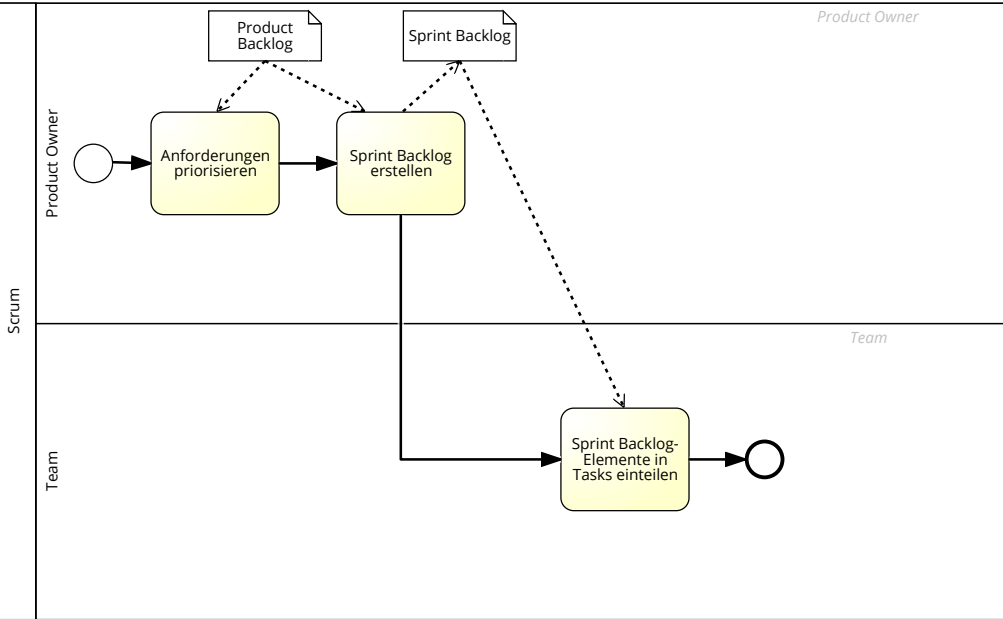 Product Owner
Product
Backlog
Sprint Backlog
Product Owner
Anforderungen
priorisieren
Sprint Backlog
erstellen
Scrum
Team
Team
Sprint Backlog-
Elemente in
Tasks einteilen